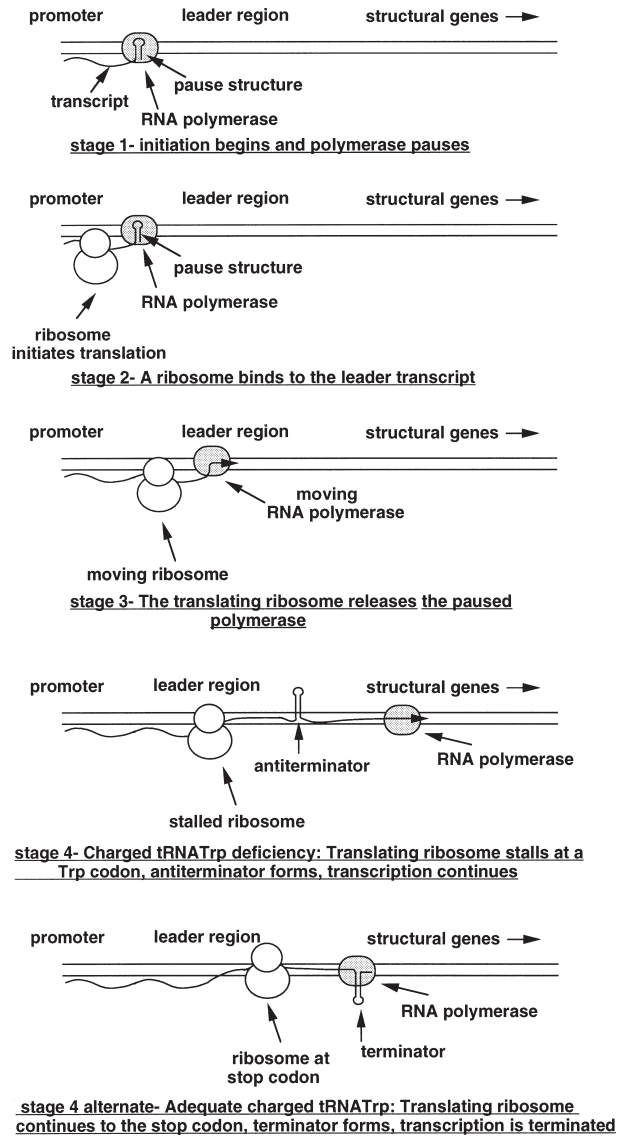 promoter leader region structural genes
transcript
pause structure
RNA polymerase
stage 1- initiation begins and polymerase pauses
promoter leader region structural genes
pause structure
RNA polymerase
ribosome
initiates translation
stage 2- A ribosome binds to the leader transcript
promoter leader region structural genes
moving
RNA polymerase
moving ribosome
stage 3- The translating ribosome releases the paused
polymerase
promoter leader region structural genes
antiterminator
RNA polymerase
stalled ribosome
stage 4- Charged tRNATrp deficiency: Translating ribosome stalls at a
Trp codon, antiterminator forms, transcription continues
promoter leader region structural genes
RNA polymerase
terminator
ribosome at
stop codon
stage 4 alternate- Adequate charged tRNATrp: Translating ribosome
continues to the stop codon, terminator forms, transcription is terminated